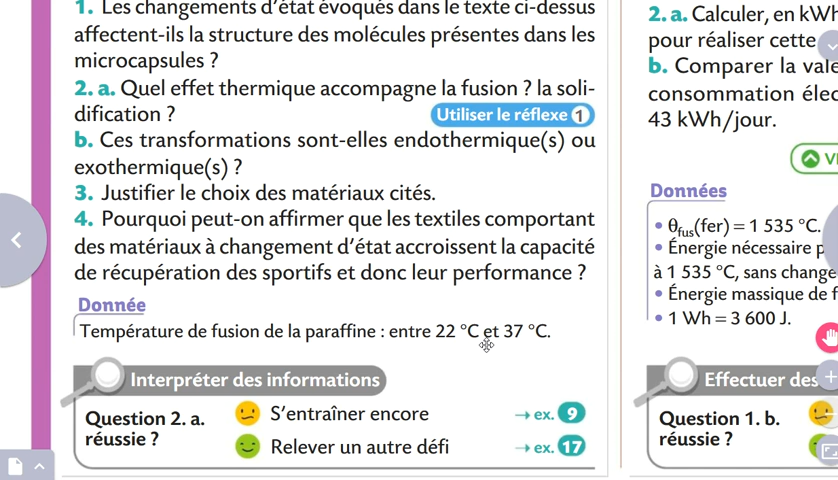 1. Les changements d'état évoqués dans le texte ci-dessus
affectent-ils la structure des molécules présentes dans les
microcapsules ?
2. a. Quel effet thermique accompagne la fusion ? la soli-
dification ?
Utiliser le réflexe 1
b. Ces transformations sont-elles endothermique(s) ou
exothermique(s) ?
3. Justifier le choix des matériaux cités.
4. Pourquoi peut-on affirmer que les textiles comportant
des matériaux à changement d'état accroissent la capacité
de récupération des sportifs et donc leur performance ?
Donnée
Température de fusion de la paraffine : entre 22 °C et 37 °C.
Interpréter des informations
Question 2. a.
réussie ?
S'entraîner encore
→ ex. 9
Relever un autre défi
→ ex. 17
2. a. Calculer, en kWh
pour réaliser cette
b. Comparer la vale
consommation élec
43 kWh/jour.
Données
• θfus(fer) = 1 535 °C.
• Énergie nécessaire p
à 1 535 °C, sans change
• Énergie massique de f
• 1 Wh = 3 600 J.
Effectuer des
Question 1. b.
réussie ?